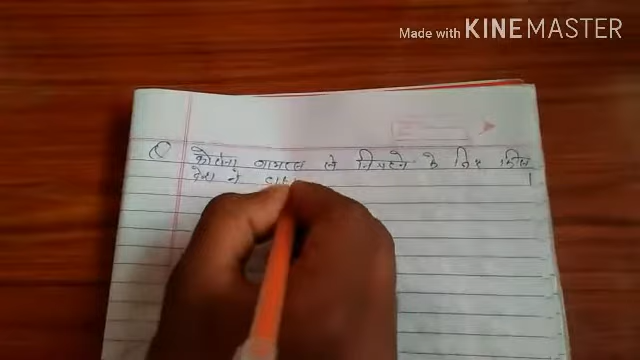 Made with KINEMASTER
Q कोरोना वायरस से निपटने के लिए किस
देश ने